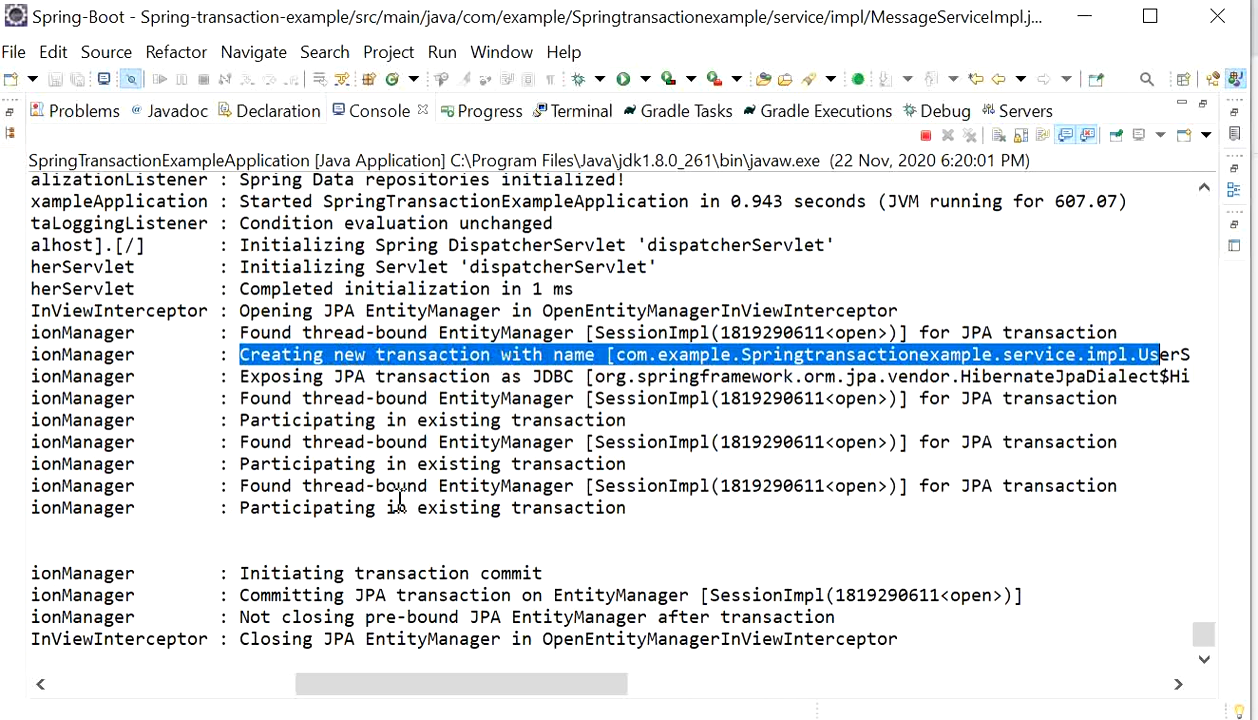 Spring-Boot - Spring-transaction-example/src/main/java/com/example/Springtransactionexample/service/impl/MessageServiceImpl.j...
File Edit Source Refactor Navigate Search Project Run Window Help
Problems Javadoc Declaration Console Progress Terminal Gradle Tasks Gradle Executions Debug Servers
SpringTransactionExampleApplication [Java Application] C:\Program Files\Java\jdk1.8.0_261\bin\javaw.exe (22 Nov, 2020 6:20:01 PM)
alizationListener : Spring Data repositories initialized!
xampleApplication : Started SpringTransactionExampleApplication in 0.943 seconds (JVM running for 607.07)
taLoggingListener : Condition evaluation unchanged
alhost].[/] : Initializing Spring DispatcherServlet 'dispatcherServlet'
herServlet : Initializing Servlet 'dispatcherServlet'
herServlet : Completed initialization in 1 ms
InViewInterceptor : Opening JPA EntityManager in OpenEntityManagerInViewInterceptor
ionManager : Found thread-bound EntityManager [SessionImpl(1819290611<open>)] for JPA transaction
ionManager : Creating new transaction with name [com.example.Springtransactionexample.service.impl.UserS
ionManager : Exposing JPA transaction as JDBC [org.springframework.orm.jpa.vendor.HibernateJpaDialect$Hi
ionManager : Found thread-bound EntityManager [SessionImpl(1819290611<open>)] for JPA transaction
ionManager : Participating in existing transaction
ionManager : Found thread-bound EntityManager [SessionImpl(1819290611<open>)] for JPA transaction
ionManager : Participating in existing transaction
ionManager : Found thread-bound EntityManager [SessionImpl(1819290611<open>)] for JPA transaction
ionManager : Participating in existing transaction
ionManager : Initiating transaction commit
ionManager : Committing JPA transaction on EntityManager [SessionImpl(1819290611<open>)]
ionManager : Not closing pre-bound JPA EntityManager after transaction
InViewInterceptor : Closing JPA EntityManager in OpenEntityManagerInViewInterceptor